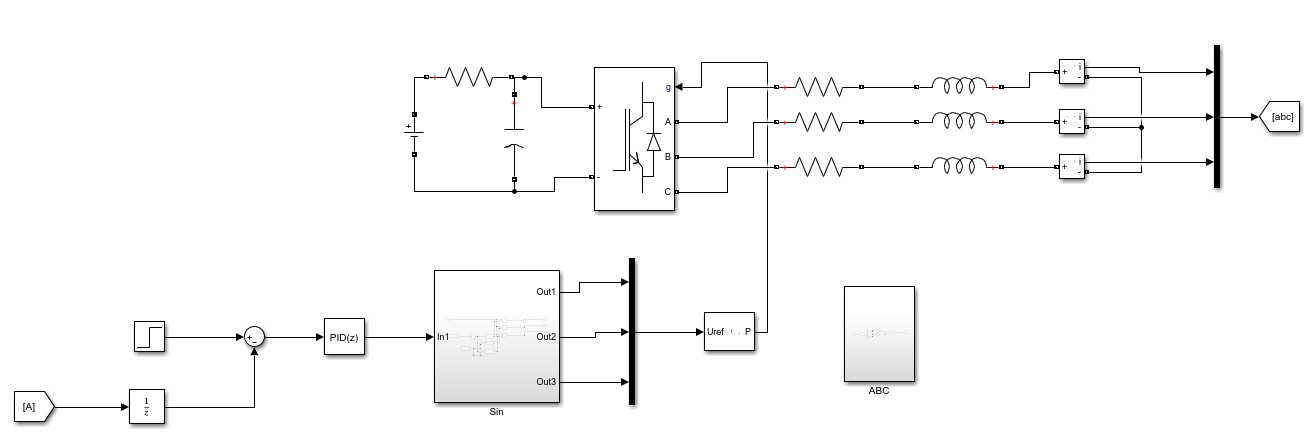 +
i
-
g
[abc]
+
A
+
i
-
+
B
-
+
i
-
C
Out1
PID(z)
In1
Out2
Uref
P
+
-
Out3
ABC
[A]
1
z
Sin